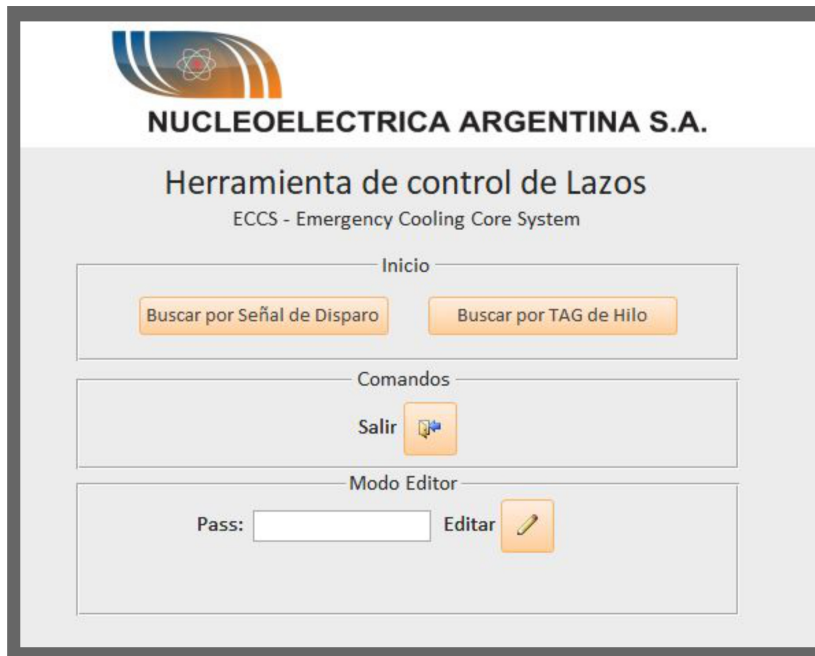 NUCLEOELECTRICA ARGENTINA S.A.
Herramienta de control de Lazos
ECCS - Emergency Cooling Core System
Inicio
Buscar por Señal de Disparo Buscar por TAG de Hilo
Comandos
Salir
Modo Editor
Pass: Editar